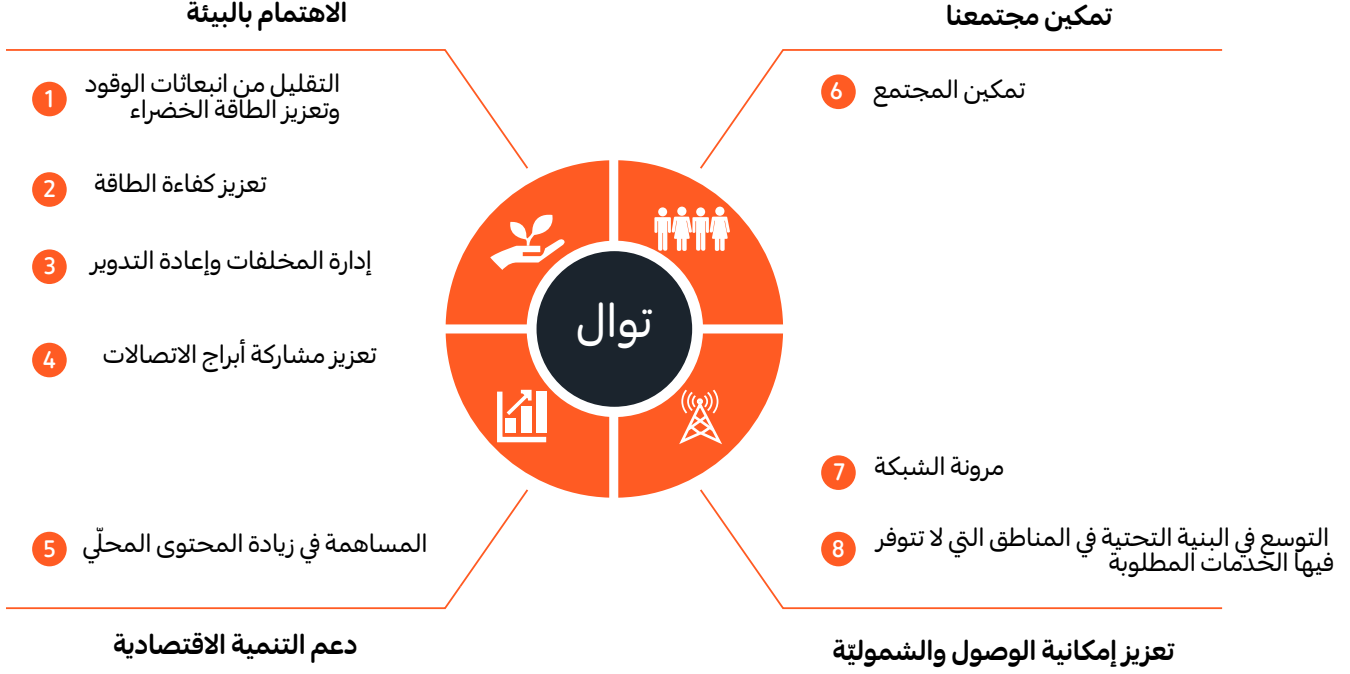 الاهتمام بالبيئة
1 التقليل من انبعاثات الوقود
وتعزيز الطاقة الخضراء
2 تعزيز كفاءة الطاقة
3 إدارة المخلفات وإعادة التدوير
4 تعزيز مشاركة أبراج الاتصالات
5 المساهمة في زيادة المحتوى المحلّي
دعم التنمية الاقتصادية
توال
تمكين مجتمعنا
6 تمكين المجتمع
7 مرونة الشبكة
8 التوسع في البنية التحتية في المناطق التي لا تتوفر
فيها الخدمات المطلوبة
تعزيز إمكانية الوصول والشموليّة